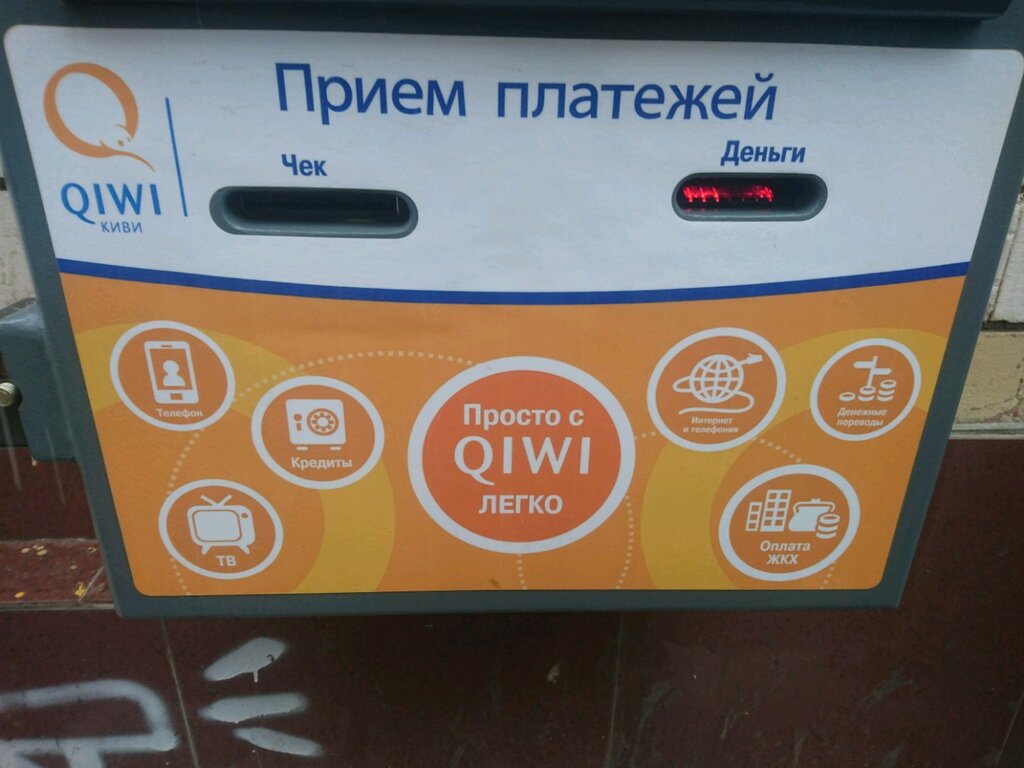 Прием платежей
Чек
Деньги
QIWI
КИВИ
Телефон
Кредиты
ТВ
Просто с
QIWI
ЛЕГКО
Интернет
и телефония
Денежные
переводы
Оплата
ЖКХ